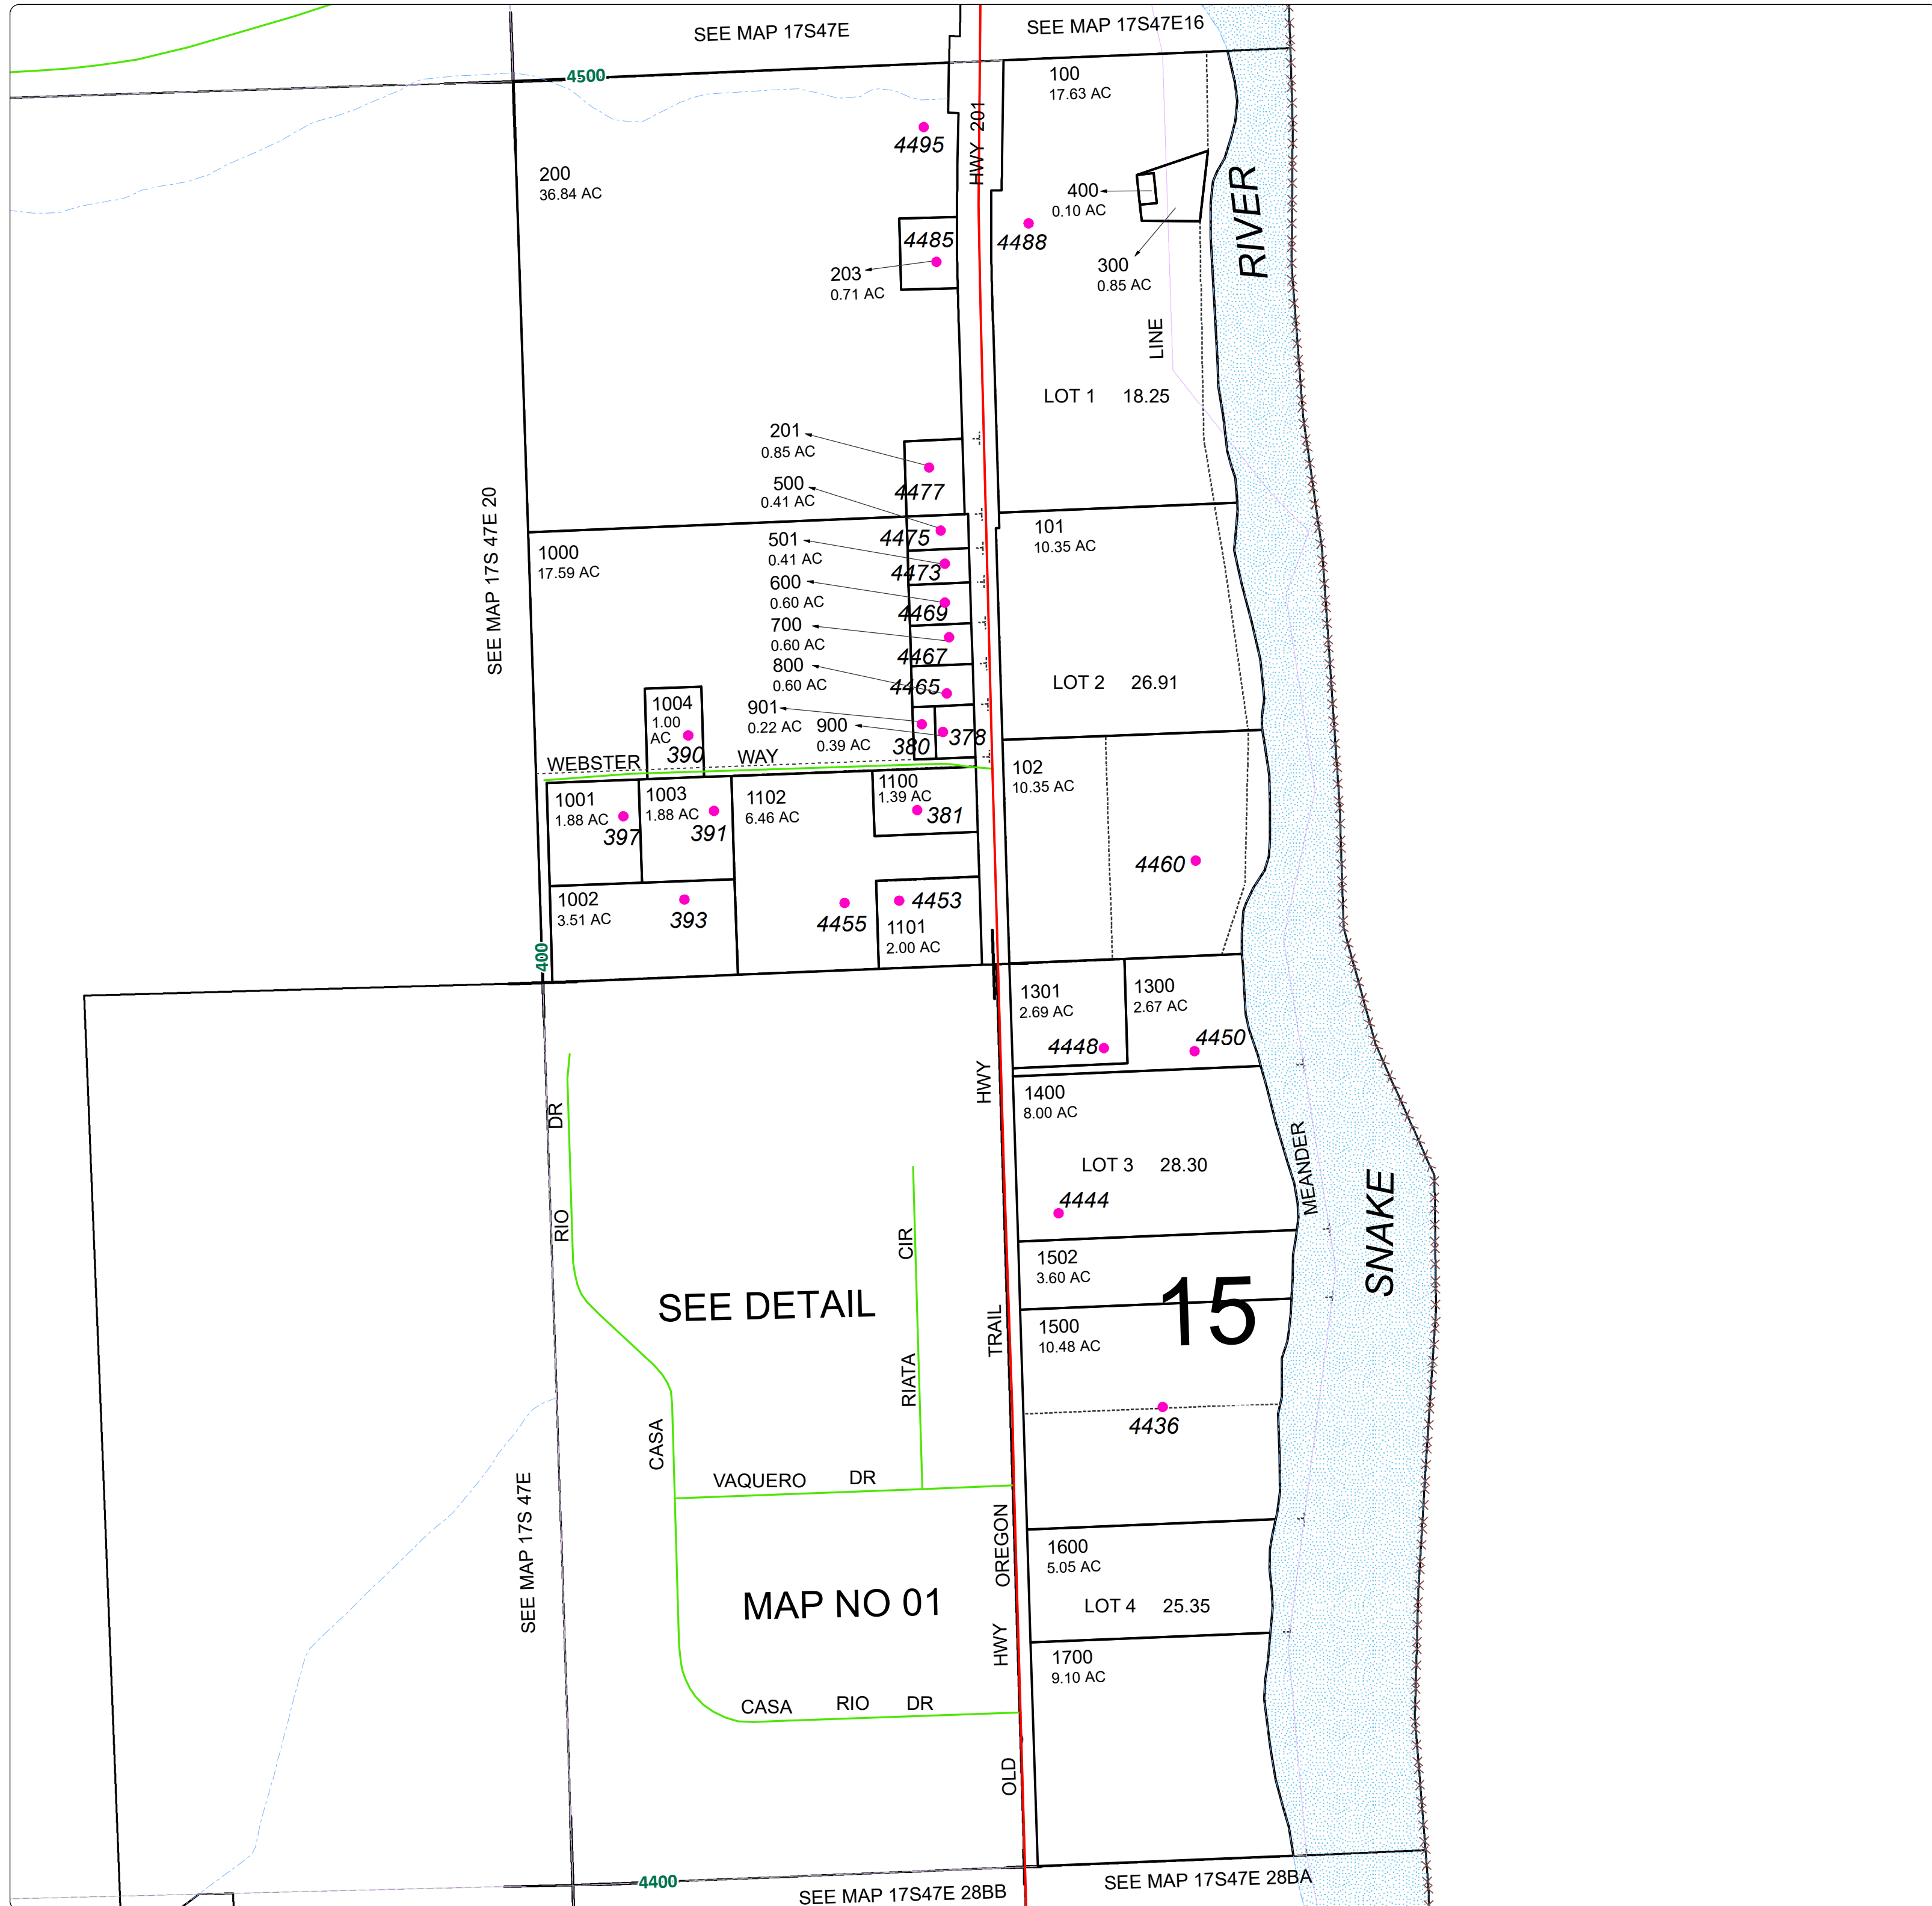 SEE MAP 17S47E
SEE MAP 17S47E16
4500
100
17.63 AC
HWY 201
4495
200
36.84 AC
400
0.10 AC
RIVER
4485
4488
203
0.71 AC
300
0.85 AC
LINE
LOT 1 18.25
201
0.85 AC
4477
500
0.41 AC
SEE MAP 17S 47E 20
101
10.35 AC
4475
501
0.41 AC
1000
17.59 AC
4473
600
0.60 AC
4469
700
0.60 AC
4467
800
0.60 AC
4465
LOT 2 26.91
1004
1.00
AC
390
901
0.22 AC
900
0.39 AC
380
378
WEBSTER WAY
102
10.35 AC
1001
1.88 AC
397
1003
1.88 AC
391
1102
6.46 AC
1100
1.39 AC
381
4460
1002
3.51 AC
393
4455
4453
1101
2.00 AC
400
1301
2.69 AC
1300
2.67 AC
4448
4450
HWY
1400
8.00 AC
DR
RIO
MEANDER
LOT 3 28.30
4444
SNAKE
CIR
1502
3.60 AC
15
SEE DETAIL
TRAIL
1500
10.48 AC
RIATA
4436
CASA
VAQUERO DR
SEE MAP 17S 47E
OREGON
1600
5.05 AC
MAP NO 01
LOT 4 25.35
HWY
1700
9.10 AC
CASA RIO DR
OLD
4400
SEE MAP 17S47E 28BB
SEE MAP 17S47E 28BA